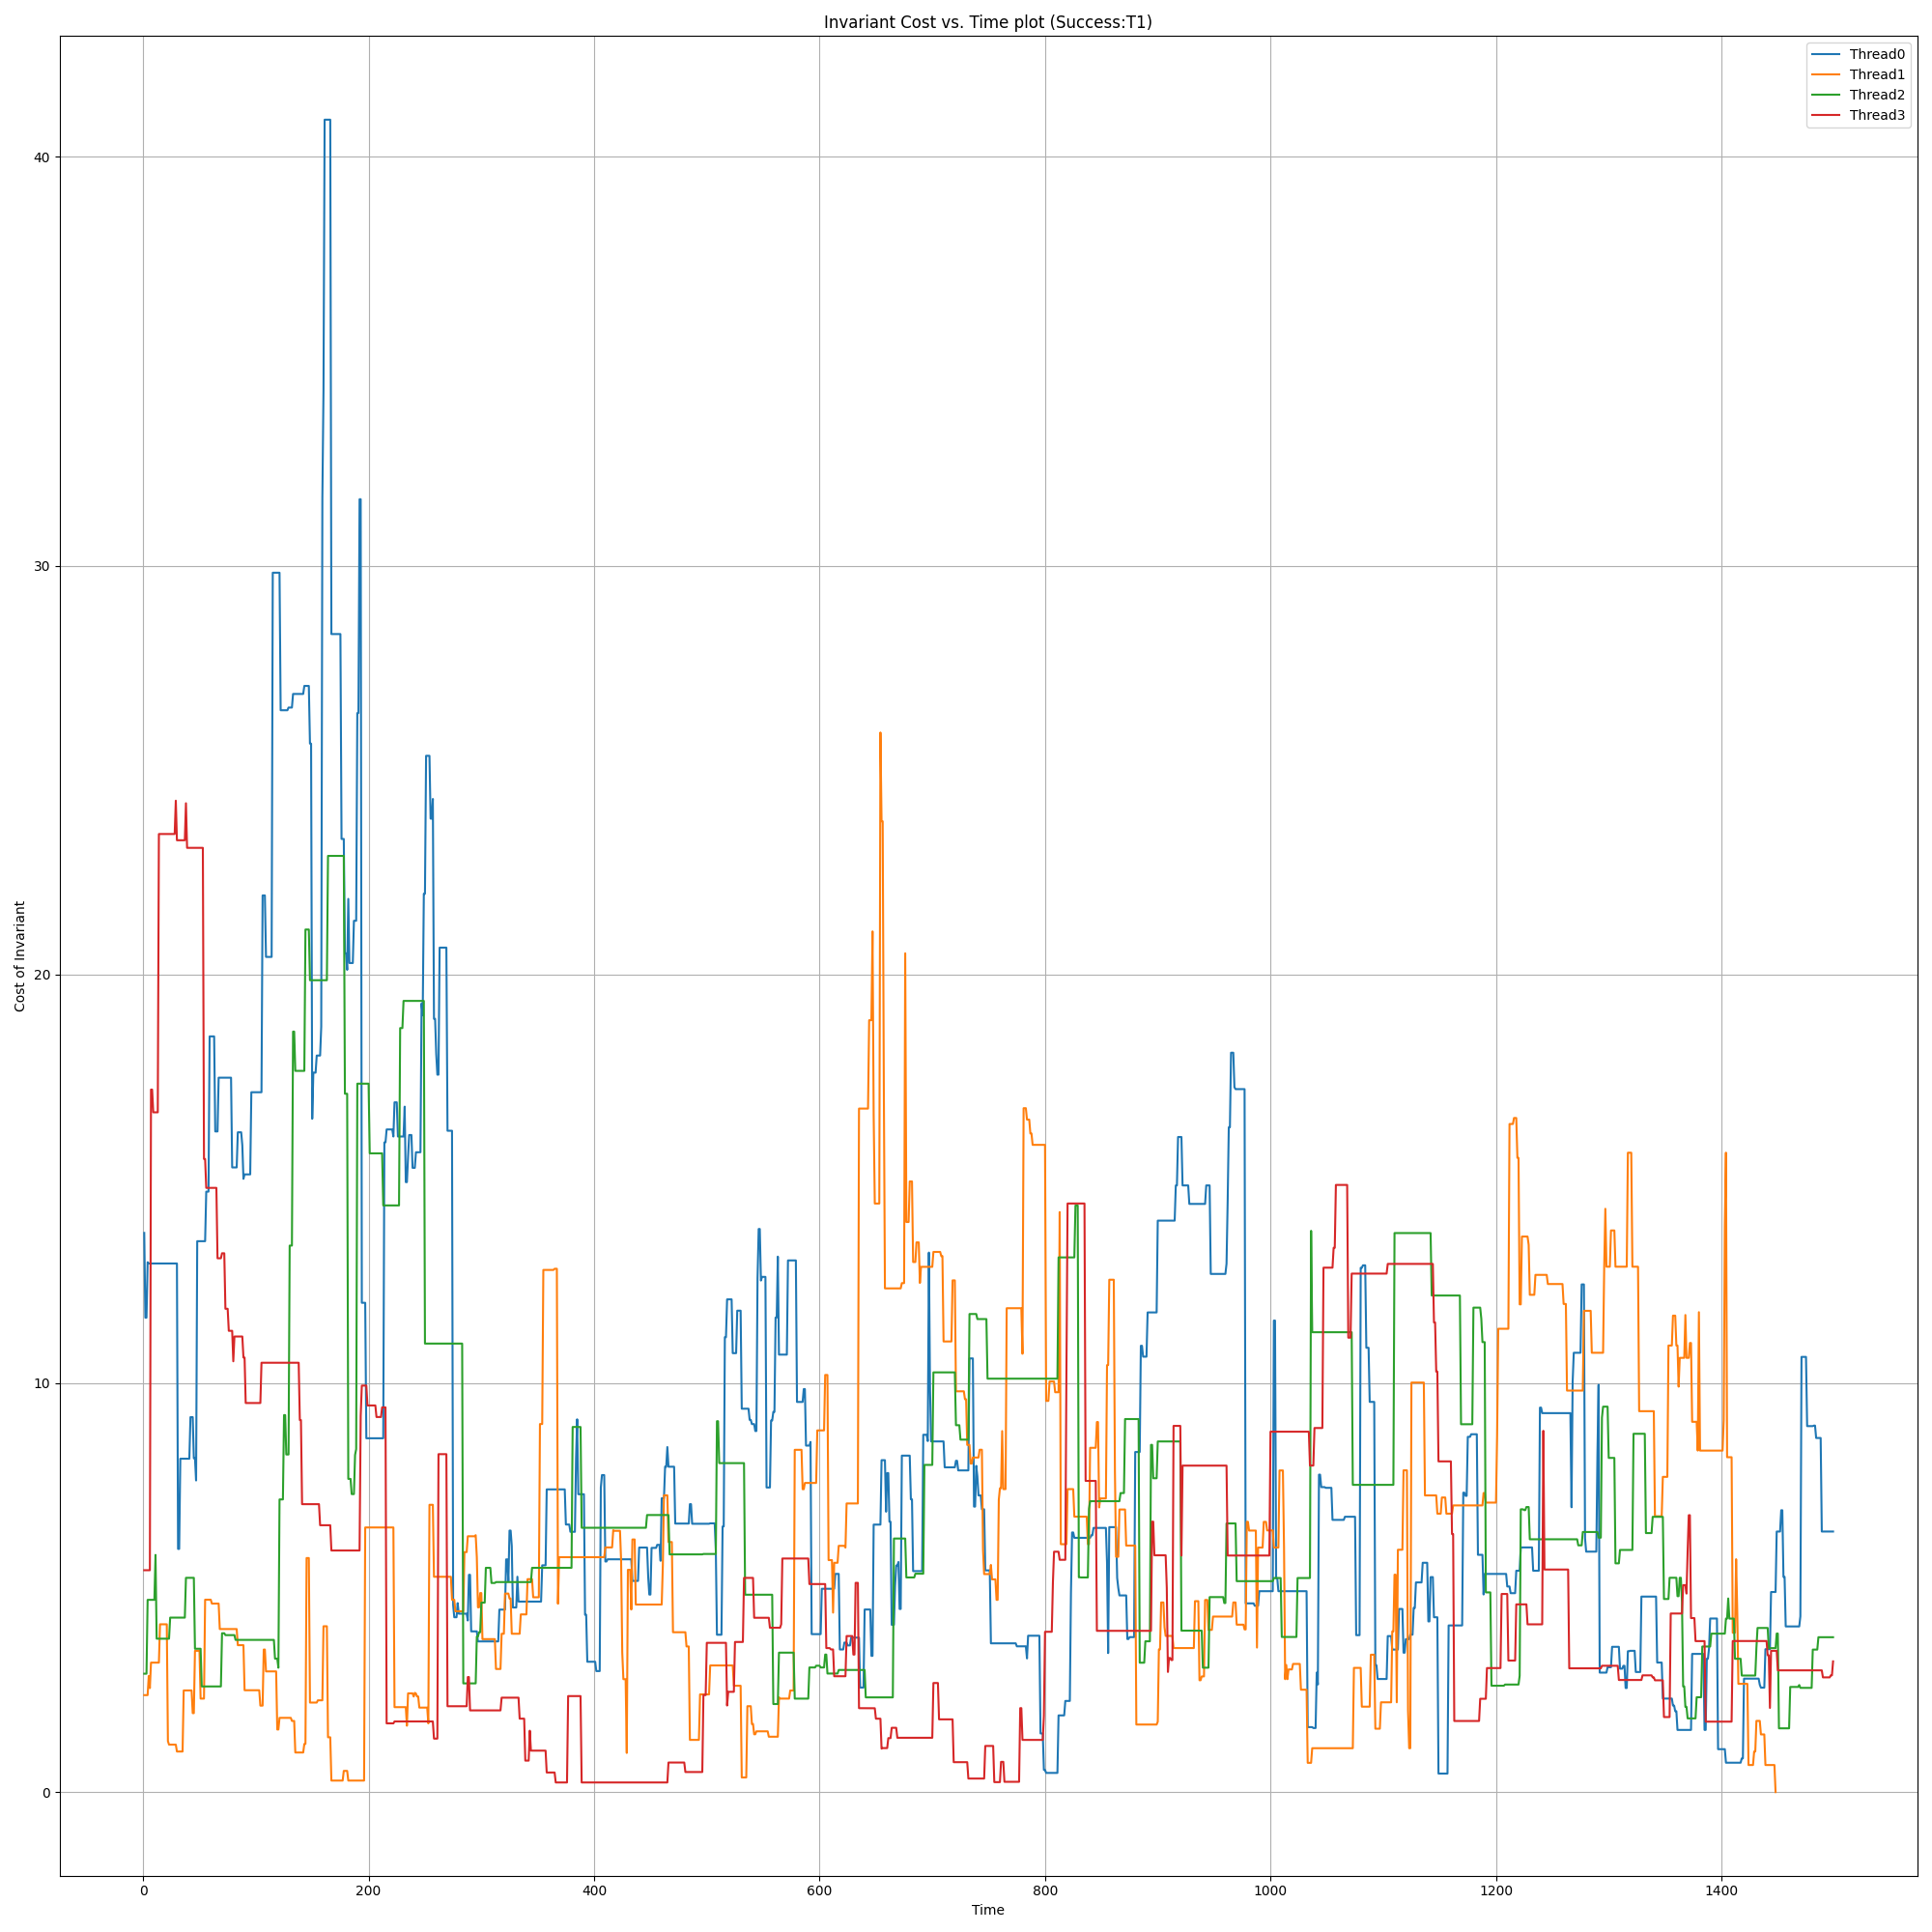 Invariant Cost vs. Time plot (Success:T1)
Thread0
Thread1
Thread2
Thread3
Cost of Invariant
40
30
20
10
0
0 200 400 600 800 1000 1200 1400
Time